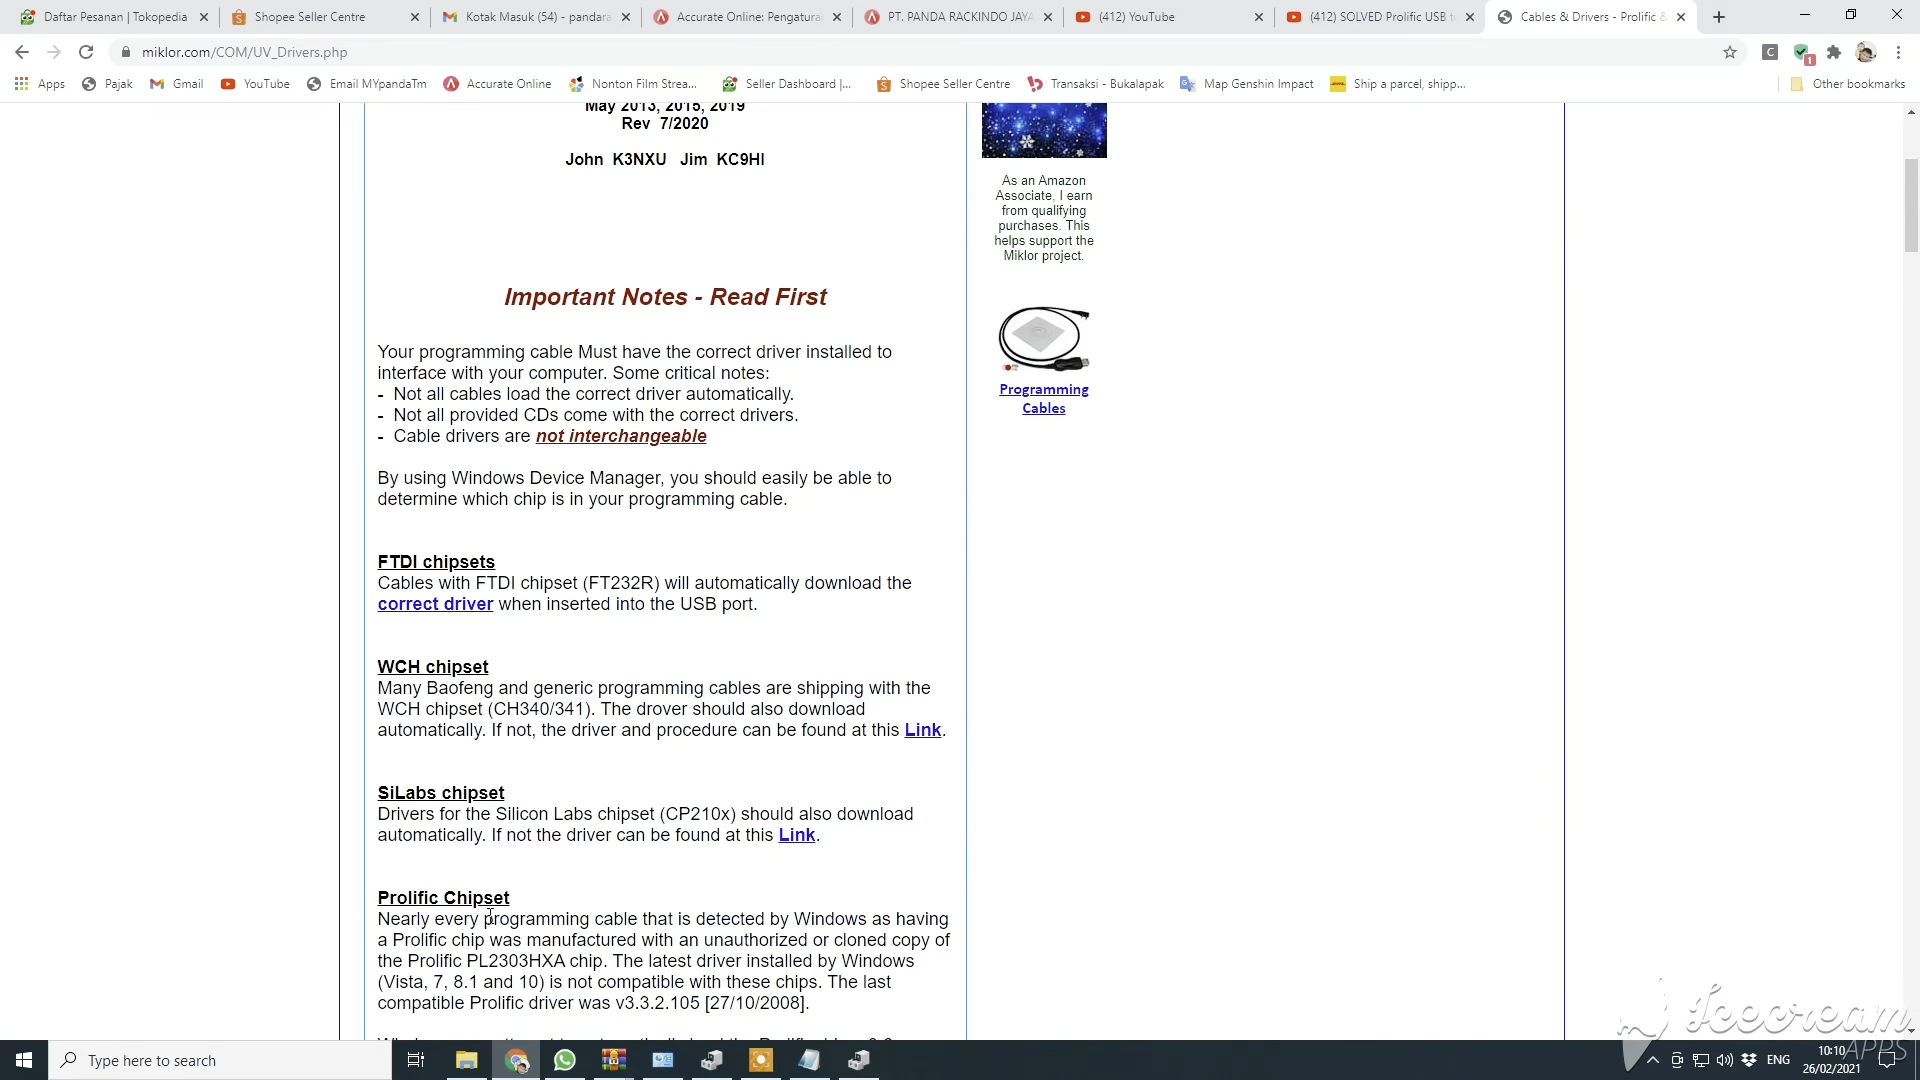 Daftar Pesanan | Tokopedia
Shopee Seller Centre
Kotak Masuk (54) - pandara
Accurate Online: Pengatura
PT. PANDA RACKINDO JAYA
(412) YouTube
(412) SOLVED Prolific USB t
Cables & Drivers - Prolific &
miklor.com/COM/UV_Drivers.php
C
1
Apps
Pajak
Gmail
YouTube
Email MYpandaTm
Accurate Online
Nonton Film Strea...
Seller Dashboard |...
Shopee Seller Centre
Transaksi - Bukalapak
Map Genshin Impact
Ship a parcel, shipp...
Other bookmarks
May 2013, 2015, 2019
Rev 7/2020
John K3NXU Jim KC9HI
Important Notes - Read First
Your programming cable Must have the correct driver installed to
interface with your computer. Some critical notes:
- Not all cables load the correct driver automatically.
- Not all provided CDs come with the correct drivers.
- Cable drivers are not interchangeable
By using Windows Device Manager, you should easily be able to
determine which chip is in your programming cable.
FTDI chipsets
Cables with FTDI chipset (FT232R) will automatically download the
correct driver when inserted into the USB port.
WCH chipset
Many Baofeng and generic programming cables are shipping with the
WCH chipset (CH340/341). The drover should also download
automatically. If not, the driver and procedure can be found at this Link.
SiLabs chipset
Drivers for the Silicon Labs chipset (CP210x) should also download
automatically. If not the driver can be found at this Link.
Prolific Chipset
Nearly every programming cable that is detected by Windows as having
a Prolific chip was manufactured with an unauthorized or cloned copy of
the Prolific PL2303HXA chip. The latest driver installed by Windows
(Vista, 7, 8.1 and 10) is not compatible with these chips. The last
compatible Prolific driver was v3.3.2.105 [27/10/2008].
As an Amazon
Associate, I earn
from qualifying
purchases. This
helps support the
Miklor project.
Programming
Cables
Icecream
APPS
Type here to search
ENG
10:10
26/02/2021